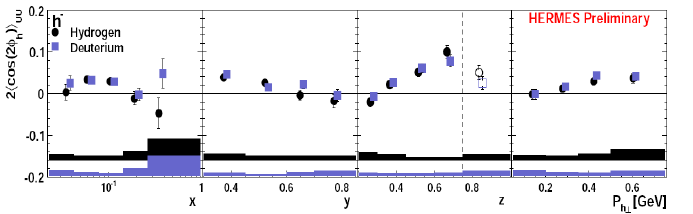 2⟨cos(2ϕh)⟩UU
h-
Hydrogen
Deuterium
HERMES Preliminary
0.2
0.1
0
-0.1
-0.2
10-1 1
0.4 0.6 0.8
0.4 0.6 0.8
0.2 0.4 0.6
x
y
z
Ph⊥[GeV]